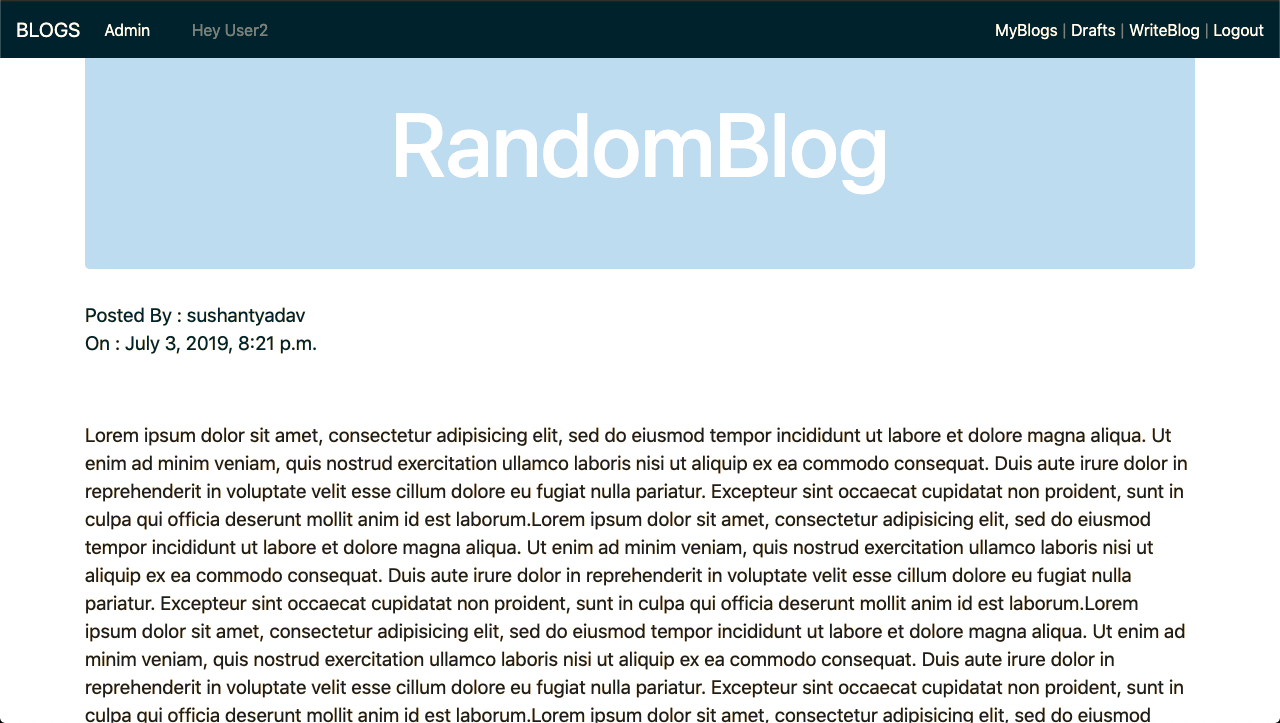 BLOGS Admin Hey User2 MyBlogs | Drafts | WriteBlog | Logout
RandomBlog
Posted By : sushantyadav
On : July 3, 2019, 8:21 p.m.
Lorem ipsum dolor sit amet, consectetur adipisicing elit, sed do eiusmod tempor incididunt ut labore et dolore magna aliqua. Ut
enim ad minim veniam, quis nostrud exercitation ullamco laboris nisi ut aliquip ex ea commodo consequat. Duis aute irure dolor in
reprehenderit in voluptate velit esse cillum dolore eu fugiat nulla pariatur. Excepteur sint occaecat cupidatat non proident, sunt in
culpa qui officia deserunt mollit anim id est laborum.Lorem ipsum dolor sit amet, consectetur adipisicing elit, sed do eiusmod
tempor incididunt ut labore et dolore magna aliqua. Ut enim ad minim veniam, quis nostrud exercitation ullamco laboris nisi ut
aliquip ex ea commodo consequat. Duis aute irure dolor in reprehenderit in voluptate velit esse cillum dolore eu fugiat nulla
pariatur. Excepteur sint occaecat cupidatat non proident, sunt in culpa qui officia deserunt mollit anim id est laborum.Lorem
ipsum dolor sit amet, consectetur adipisicing elit, sed do eiusmod tempor incididunt ut labore et dolore magna aliqua. Ut enim ad
minim veniam, quis nostrud exercitation ullamco laboris nisi ut aliquip ex ea commodo consequat. Duis aute irure dolor in
reprehenderit in voluptate velit esse cillum dolore eu fugiat nulla pariatur. Excepteur sint occaecat cupidatat non proident, sunt in
culpa qui officia deserunt mollit anim id est laborum.Lorem ipsum dolor sit amet, consectetur adipisicing elit, sed do eiusmod